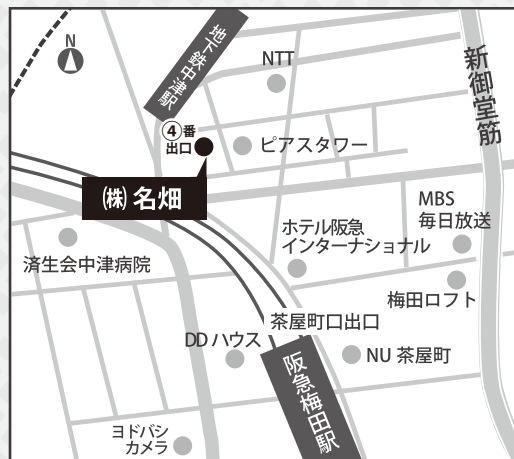 N
地下鉄中津駅
NTT
新御堂筋
④番
出口
ピアスタワー
㈱名畑
MBS
毎日放送
ホテル阪急
インターナショナル
済生会中津病院
梅田ロフト
茶屋町口出口
DDハウス
NU 茶屋町
阪急梅田駅
ヨドバシ
カメラ